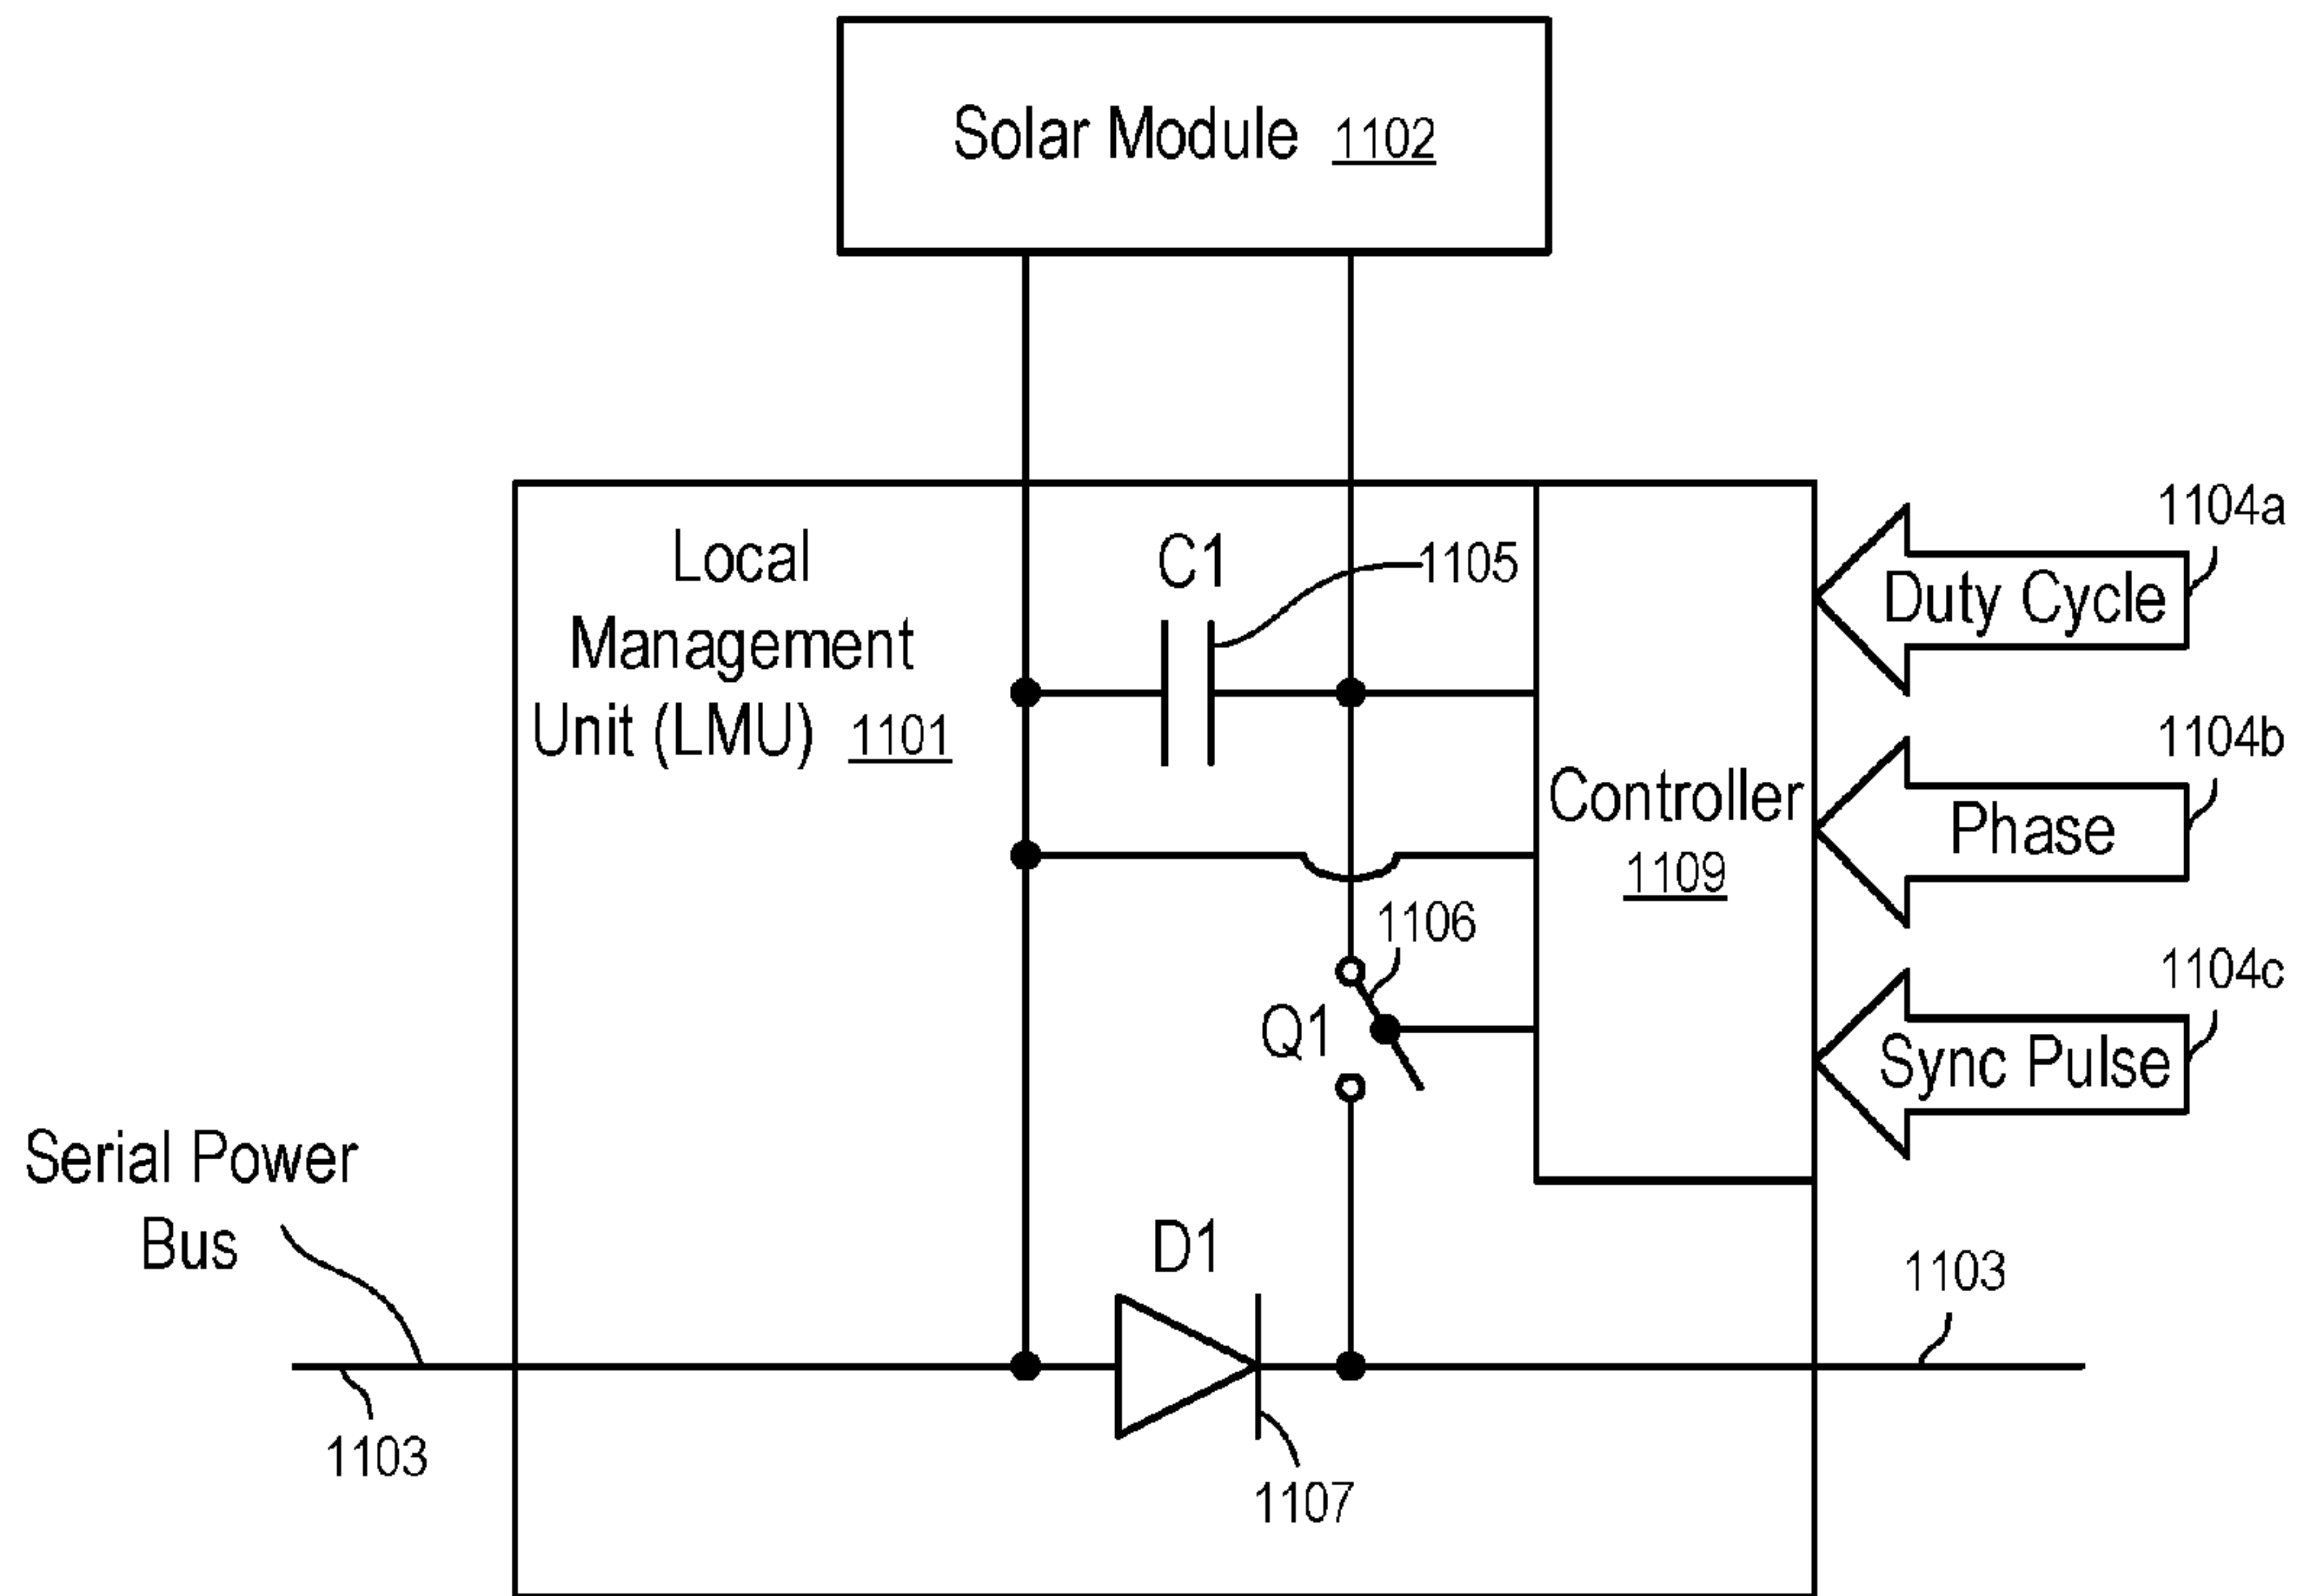 Solar Module 1102
Local
Management
Unit (LMU) 1101
C1
1105
Controller
1109
1104a
Duty Cycle
1104b
Phase
1104c
Sync Pulse
1106
Q1
Serial Power
Bus
1103
D1
1107
1103